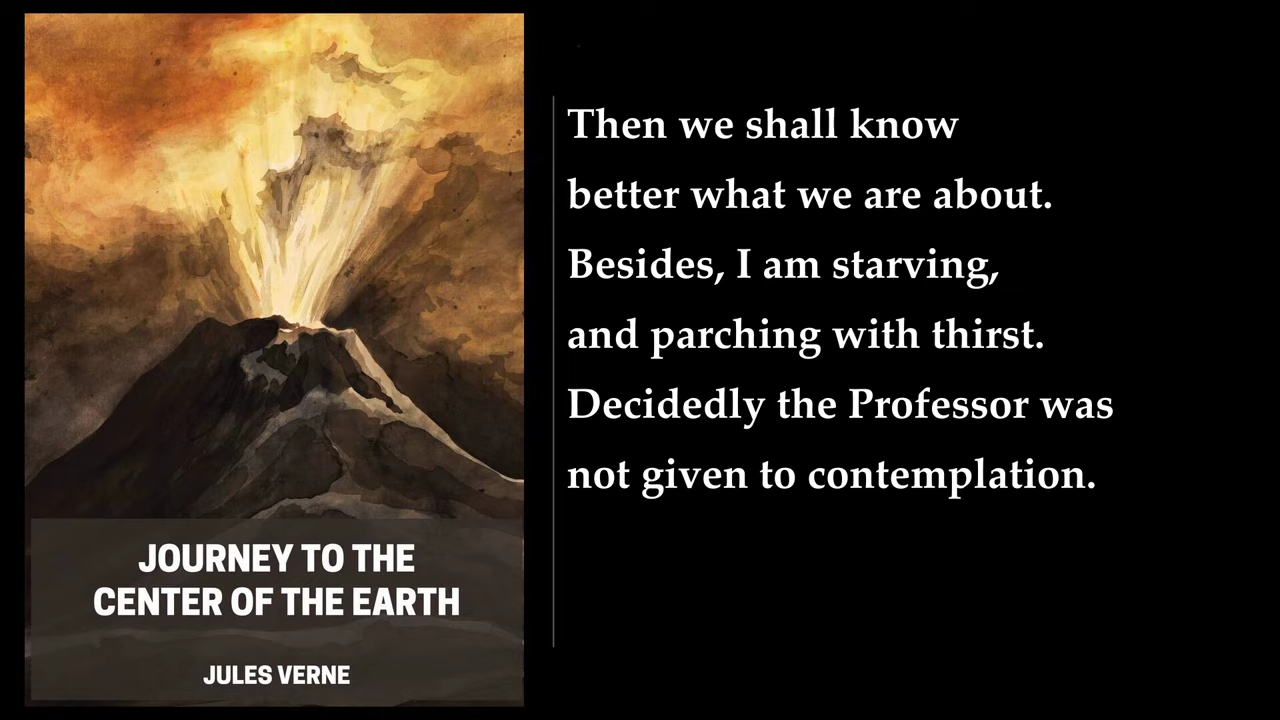 Then we shall know
better what we are about.
Besides, I am starving,
and parching with thirst.
Decidedly the Professor was
not given to contemplation.
JOURNEY TO THE
CENTER OF THE EARTH
JULES VERNE